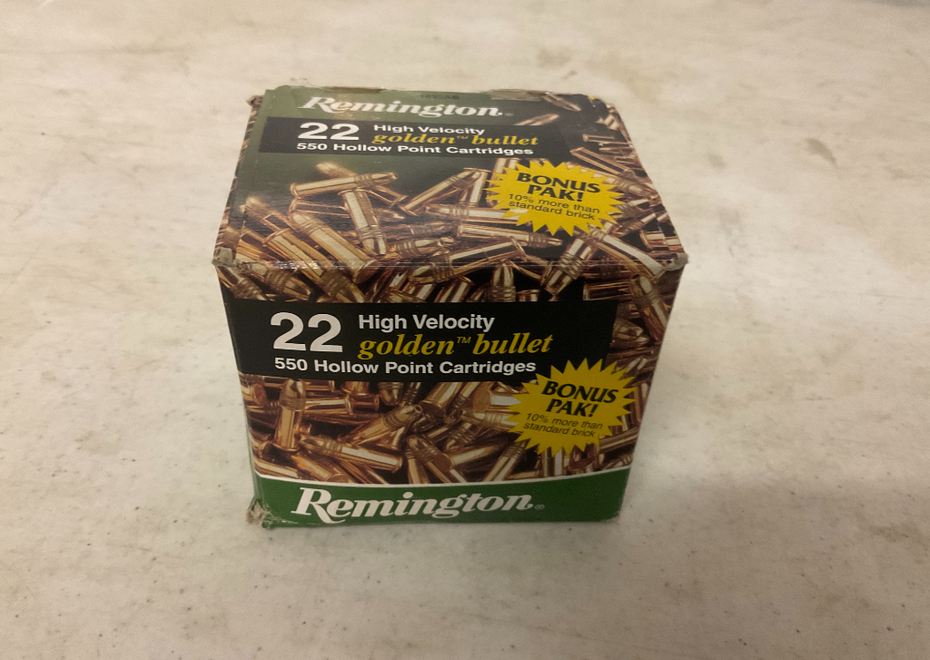 Remington®
22 High Velocity
golden™ bullet
550 Hollow Point Cartridges
BONUS
PAK!
10% more than
standard brick
22 High Velocity
golden™ bullet
550 Hollow Point Cartridges
BONUS
PAK!
10% more than
standard brick
Remington®